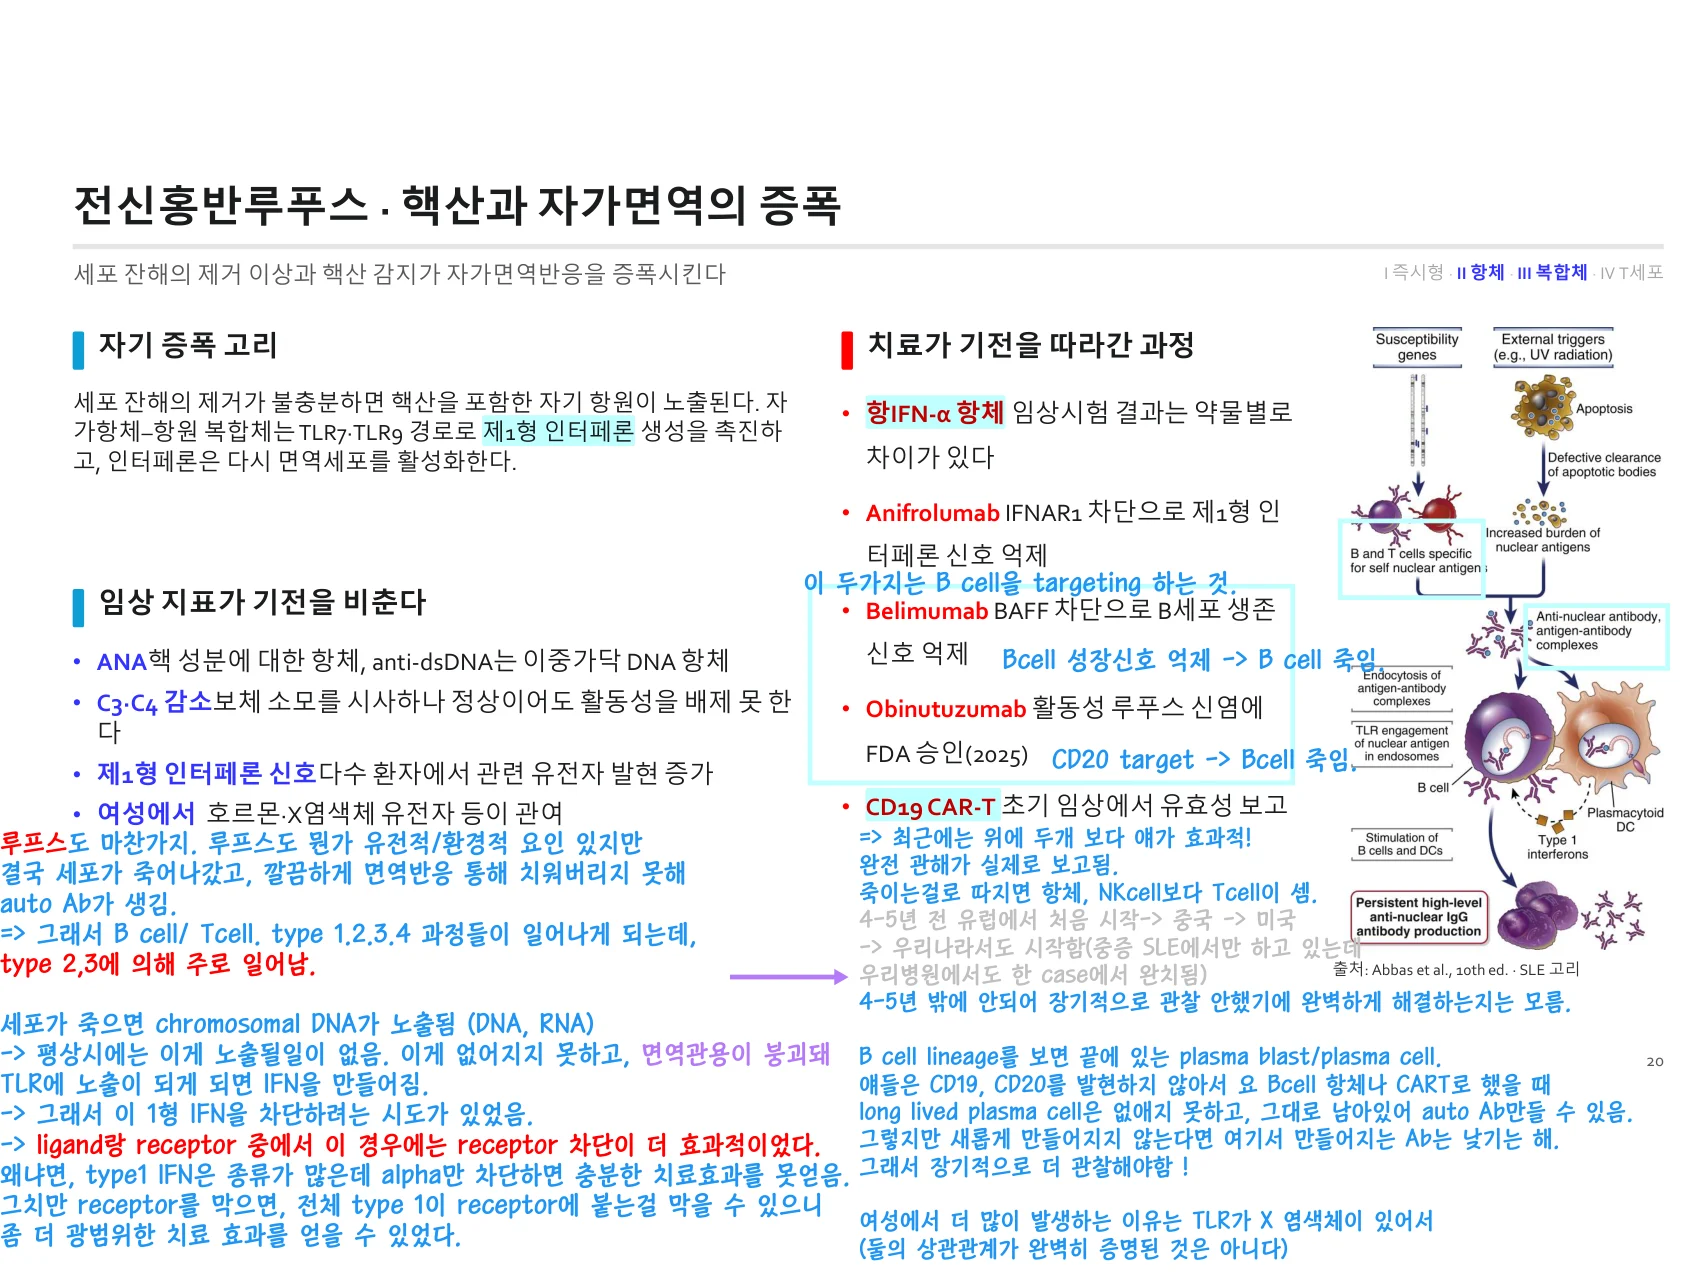 전신홍반루푸스 · 핵산과 자가면역의 증폭
세포 잔해의 제거 이상과 핵산 감지가 자가면역반응을 증폭시킨다
I 즉시형 · II 항체 · III 복합체 · IV T세포
자기 증폭 고리
세포 잔해의 제거가 불충분하면 핵산을 포함한 자기 항원이 노출된다. 자
가항체–항원 복합체는 TLR7·TLR9 경로로 제1형 인터페론 생성을 촉진하
고, 인터페론은 다시 면역세포를 활성화한다.
임상 지표가 기전을 비춘다
• ANA핵 성분에 대한 항체, anti-dsDNA는 이중가닥 DNA 항체
• C3·C4 감소보체 소모를 시사하나 정상이어도 활동성을 배제 못 한
다
• 제1형 인터페론 신호다수 환자에서 관련 유전자 발현 증가
• 여성에서 호르몬·X염색체 유전자 등이 관여
루프스도 마찬가지. 루프스도 뭔가 유전적/환경적 요인 있지만
결국 세포가 죽어나갔고, 깔끔하게 면역반응 통해 치워버리지 못해
auto Ab가 생김.
=> 그래서 B cell/ Tcell. type 1.2.3.4 과정들이 일어나게 되는데,
type 2,3에 의해 주로 일어남.
세포가 죽으면 chromosomal DNA가 노출됨 (DNA, RNA)
-> 평상시에는 이게 노출될일이 없음. 이게 없어지지 못하고, 면역관용이 붕괴돼
TLR에 노출이 되게 되면 IFN을 만들어짐.
-> 그래서 이 1형 IFN을 차단하려는 시도가 있었음.
-> ligand랑 receptor 중에서 이 경우에는 receptor 차단이 더 효과적이었다.
왜냐면, type1 IFN은 종류가 많은데 alpha만 차단하면 충분한 치료효과를 못얻음.
그치만 receptor를 막으면, 전체 type 1이 receptor에 붙는걸 막을 수 있으니
좀 더 광범위한 치료 효과를 얻을 수 있었다.
치료가 기전을 따라간 과정
• 항IFN-α 항체 임상시험 결과는 약물별로
차이가 있다
• Anifrolumab IFNAR1 차단으로 제1형 인
터페론 신호 억제
이 두가지는 B cell을 targeting 하는 것.
• Belimumab BAFF 차단으로 B세포 생존
신호 억제
Bcell 성장신호 억제 -> B cell 죽임.
• Obinutuzumab 활동성 루푸스 신염에
FDA 승인(2025)
CD20 target -> Bcell 죽임.
• CD19 CAR-T 초기 임상에서 유효성 보고
=> 최근에는 위에 두개 보다 얘가 효과적!
완전 관해가 실제로 보고됨.
죽이는걸로 따지면 항체, NKcell보다 Tcell이 셈.
4-5년 전 유럽에서 처음 시작-> 중국 -> 미국
-> 우리나라서도 시작함(중증 SLE에서만 하고 있는데
우리병원에서도 한 case에서 완치됨)
4-5년 밖에 안되어 장기적으로 관찰 안했기에 완벽하게 해결하는지는 모름.
B cell lineage를 보면 끝에 있는 plasma blast/plasma cell.
얘들은 CD19, CD20를 발현하지 않아서 요 Bcell 항체나 CART로 했을 때
long lived plasma cell은 없애지 못하고, 그대로 남아있어 auto Ab만들 수 있음.
그렇지만 새롭게 만들어지지 않는다면 여기서 만들어지는 Ab는 낮기는 해.
그래서 장기적으로 더 관찰해야함 !
여성에서 더 많이 발생하는 이유는 TLR가 X 염색체이 있어서
(둘의 상관관계가 완벽히 증명된 것은 아니다)
Susceptibility
genes
External triggers
(e.g., UV radiation)
Apoptosis
Defective clearance
of apoptotic bodies
Increased burden of
nuclear antigens
B and T cells specific
for self nuclear antigens
Anti-nuclear antibody,
antigen-antibody
complexes
Endocytosis of
antigen-antibody
complexes
TLR engagement
of nuclear antigen
in endosomes
B cell
Plasmacytoid
DC
Type 1
interferons
Stimulation of
B cells and DCs
Persistent high-level
anti-nuclear IgG
antibody production
출처: Abbas et al., 10th ed. · SLE 고리
20